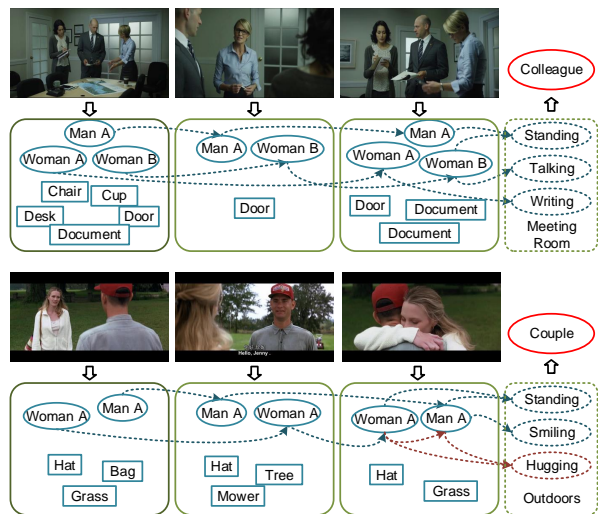 Colleague
Man A
Woman A
Woman B
Chair
Cup
Desk
Door
Document
Man A
Woman B
Door
Man A
Woman A
Woman B
Door
Document
Document
Standing
Talking
Writing
Meeting
Room
Hello, Jenny.
Couple
Woman A
Man A
Hat
Bag
Grass
Man A
Woman A
Hat
Tree
Mower
Woman A
Man A
Hat
Grass
Standing
Smiling
Hugging
Outdoors